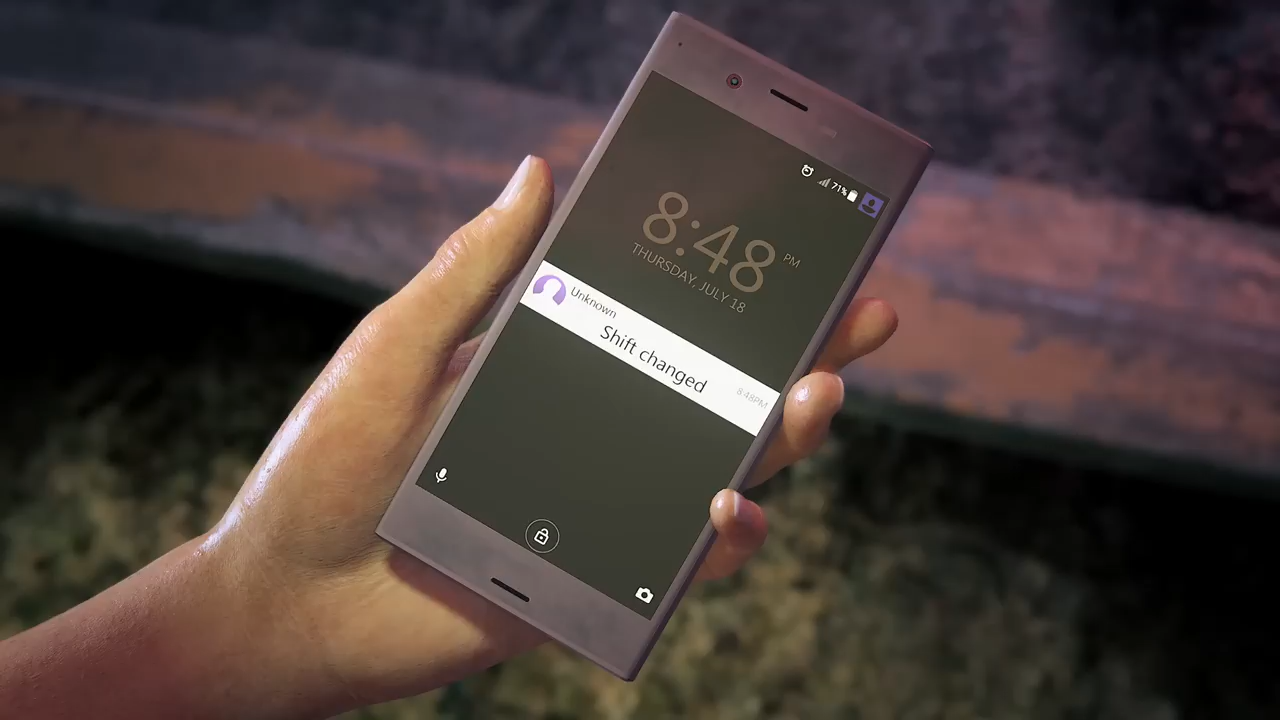 71%
8:48 PM
THURSDAY, JULY 18
Unknown
Shift changed
8:48PM